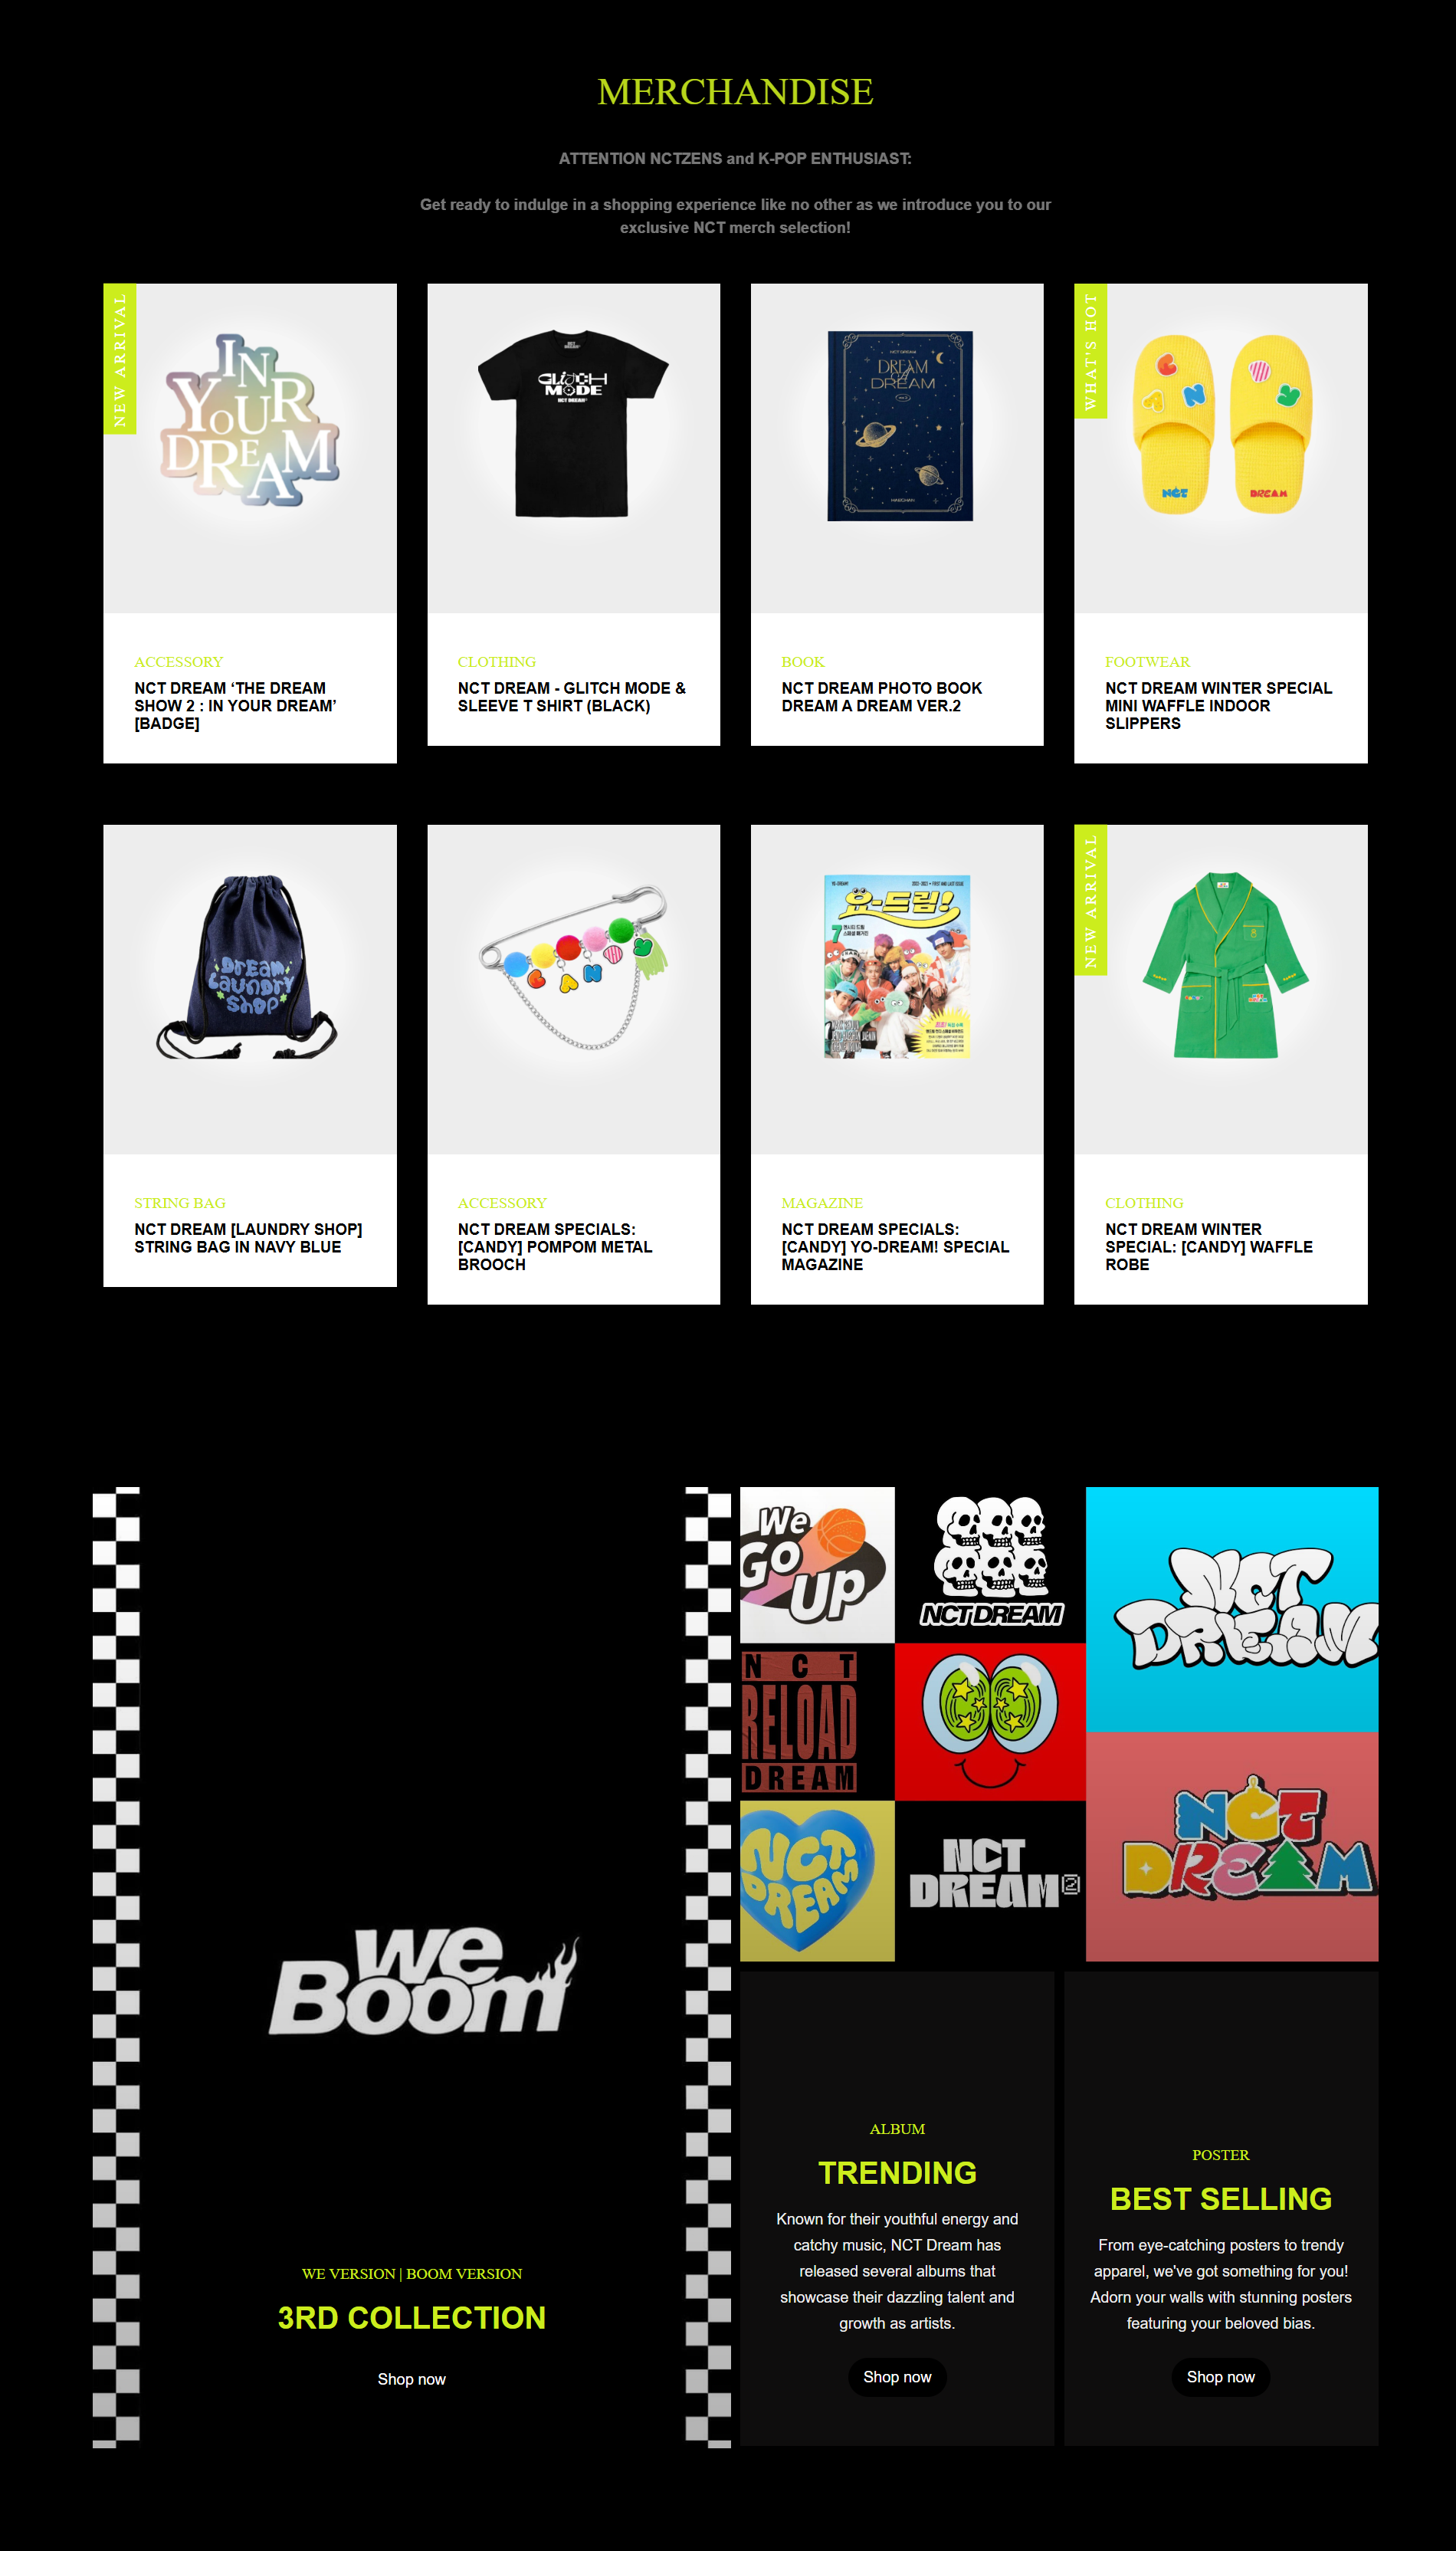 MERCHANDISE
ATTENTION NCTZENS and K-POP ENTHUSIAST:
Get ready to indulge in a shopping experience like no other as we introduce you to our
exclusive NCT merch selection!
NEW ARRIVAL
IN
YOUR
DREAM
ACCESSORY
NCT DREAM ‘THE DREAM
SHOW 2 : IN YOUR DREAM’
[BADGE]
GLITCH
MODE
NCT DREAM
CLOTHING
NCT DREAM - GLITCH MODE &
SLEEVE T SHIRT (BLACK)
NCT DREAM
DREAM
A
DREAM
HAECHAN
BOOK
NCT DREAM PHOTO BOOK
DREAM A DREAM VER.2
WHAT'S HOT
C
A N
Y
NCT
DREAM
FOOTWEAR
NCT DREAM WINTER SPECIAL
MINI WAFFLE INDOOR
SLIPPERS
DREAM
LAUNDRY
SHOP
STRING BAG
NCT DREAM [LAUNDRY SHOP]
STRING BAG IN NAVY BLUE
C A N Y
ACCESSORY
NCT DREAM SPECIALS:
[CANDY] POMPOM METAL
BROOCH
요-드림!
7
MAGAZINE
NCT DREAM SPECIALS:
[CANDY] YO-DREAM! SPECIAL
MAGAZINE
NEW ARRIVAL
CLOTHING
NCT DREAM WINTER
SPECIAL: [CANDY] WAFFLE
ROBE
we
Boom
WE VERSION | BOOM VERSION
3RD COLLECTION
Shop now
We
Go
Up
NCT DREAM
NCT
DREAM
NCT
RELOAD
DREAM
NCT
DREAM
NCT
DREAM
NCT
DREAM 2
ALBUM
TRENDING
Known for their youthful energy and
catchy music, NCT Dream has
released several albums that
showcase their dazzling talent and
growth as artists.
Shop now
POSTER
BEST SELLING
From eye-catching posters to trendy
apparel, we've got something for you!
Adorn your walls with stunning posters
featuring your beloved bias.
Shop now